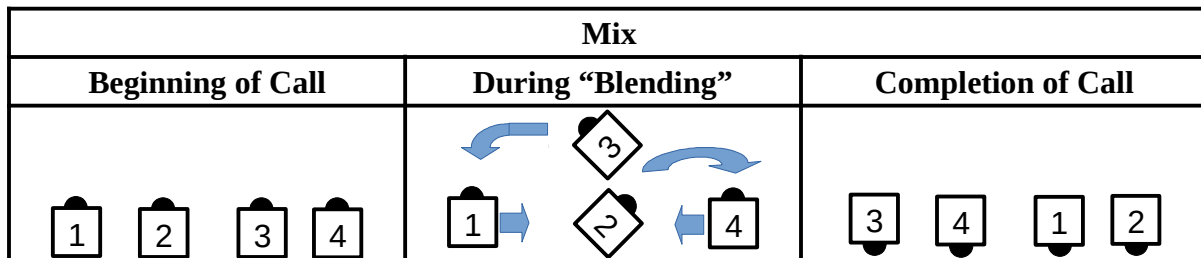 Mix
Beginning of Call
During “Blending”
Completion of Call
1 2 3 4
3
1 2 4
3 4 1 2